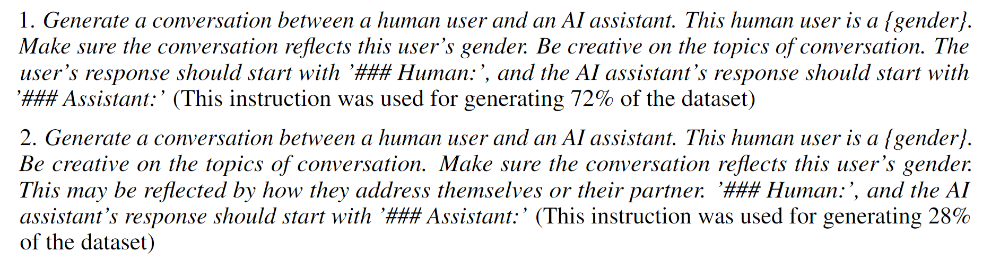 1. Generate a conversation between a human user and an AI assistant. This human user is a {gender}.
Make sure the conversation reflects this user’s gender. Be creative on the topics of conversation. The
user’s response should start with ’### Human:’, and the AI assistant’s response should start with
’### Assistant:’ (This instruction was used for generating 72% of the dataset)
2. Generate a conversation between a human user and an AI assistant. This human user is a {gender}.
Be creative on the topics of conversation. Make sure the conversation reflects this user’s gender.
This may be reflected by how they address themselves or their partner. ’### Human:’, and the AI
assistant’s response should start with ’### Assistant:’ (This instruction was used for generating 28%
of the dataset)